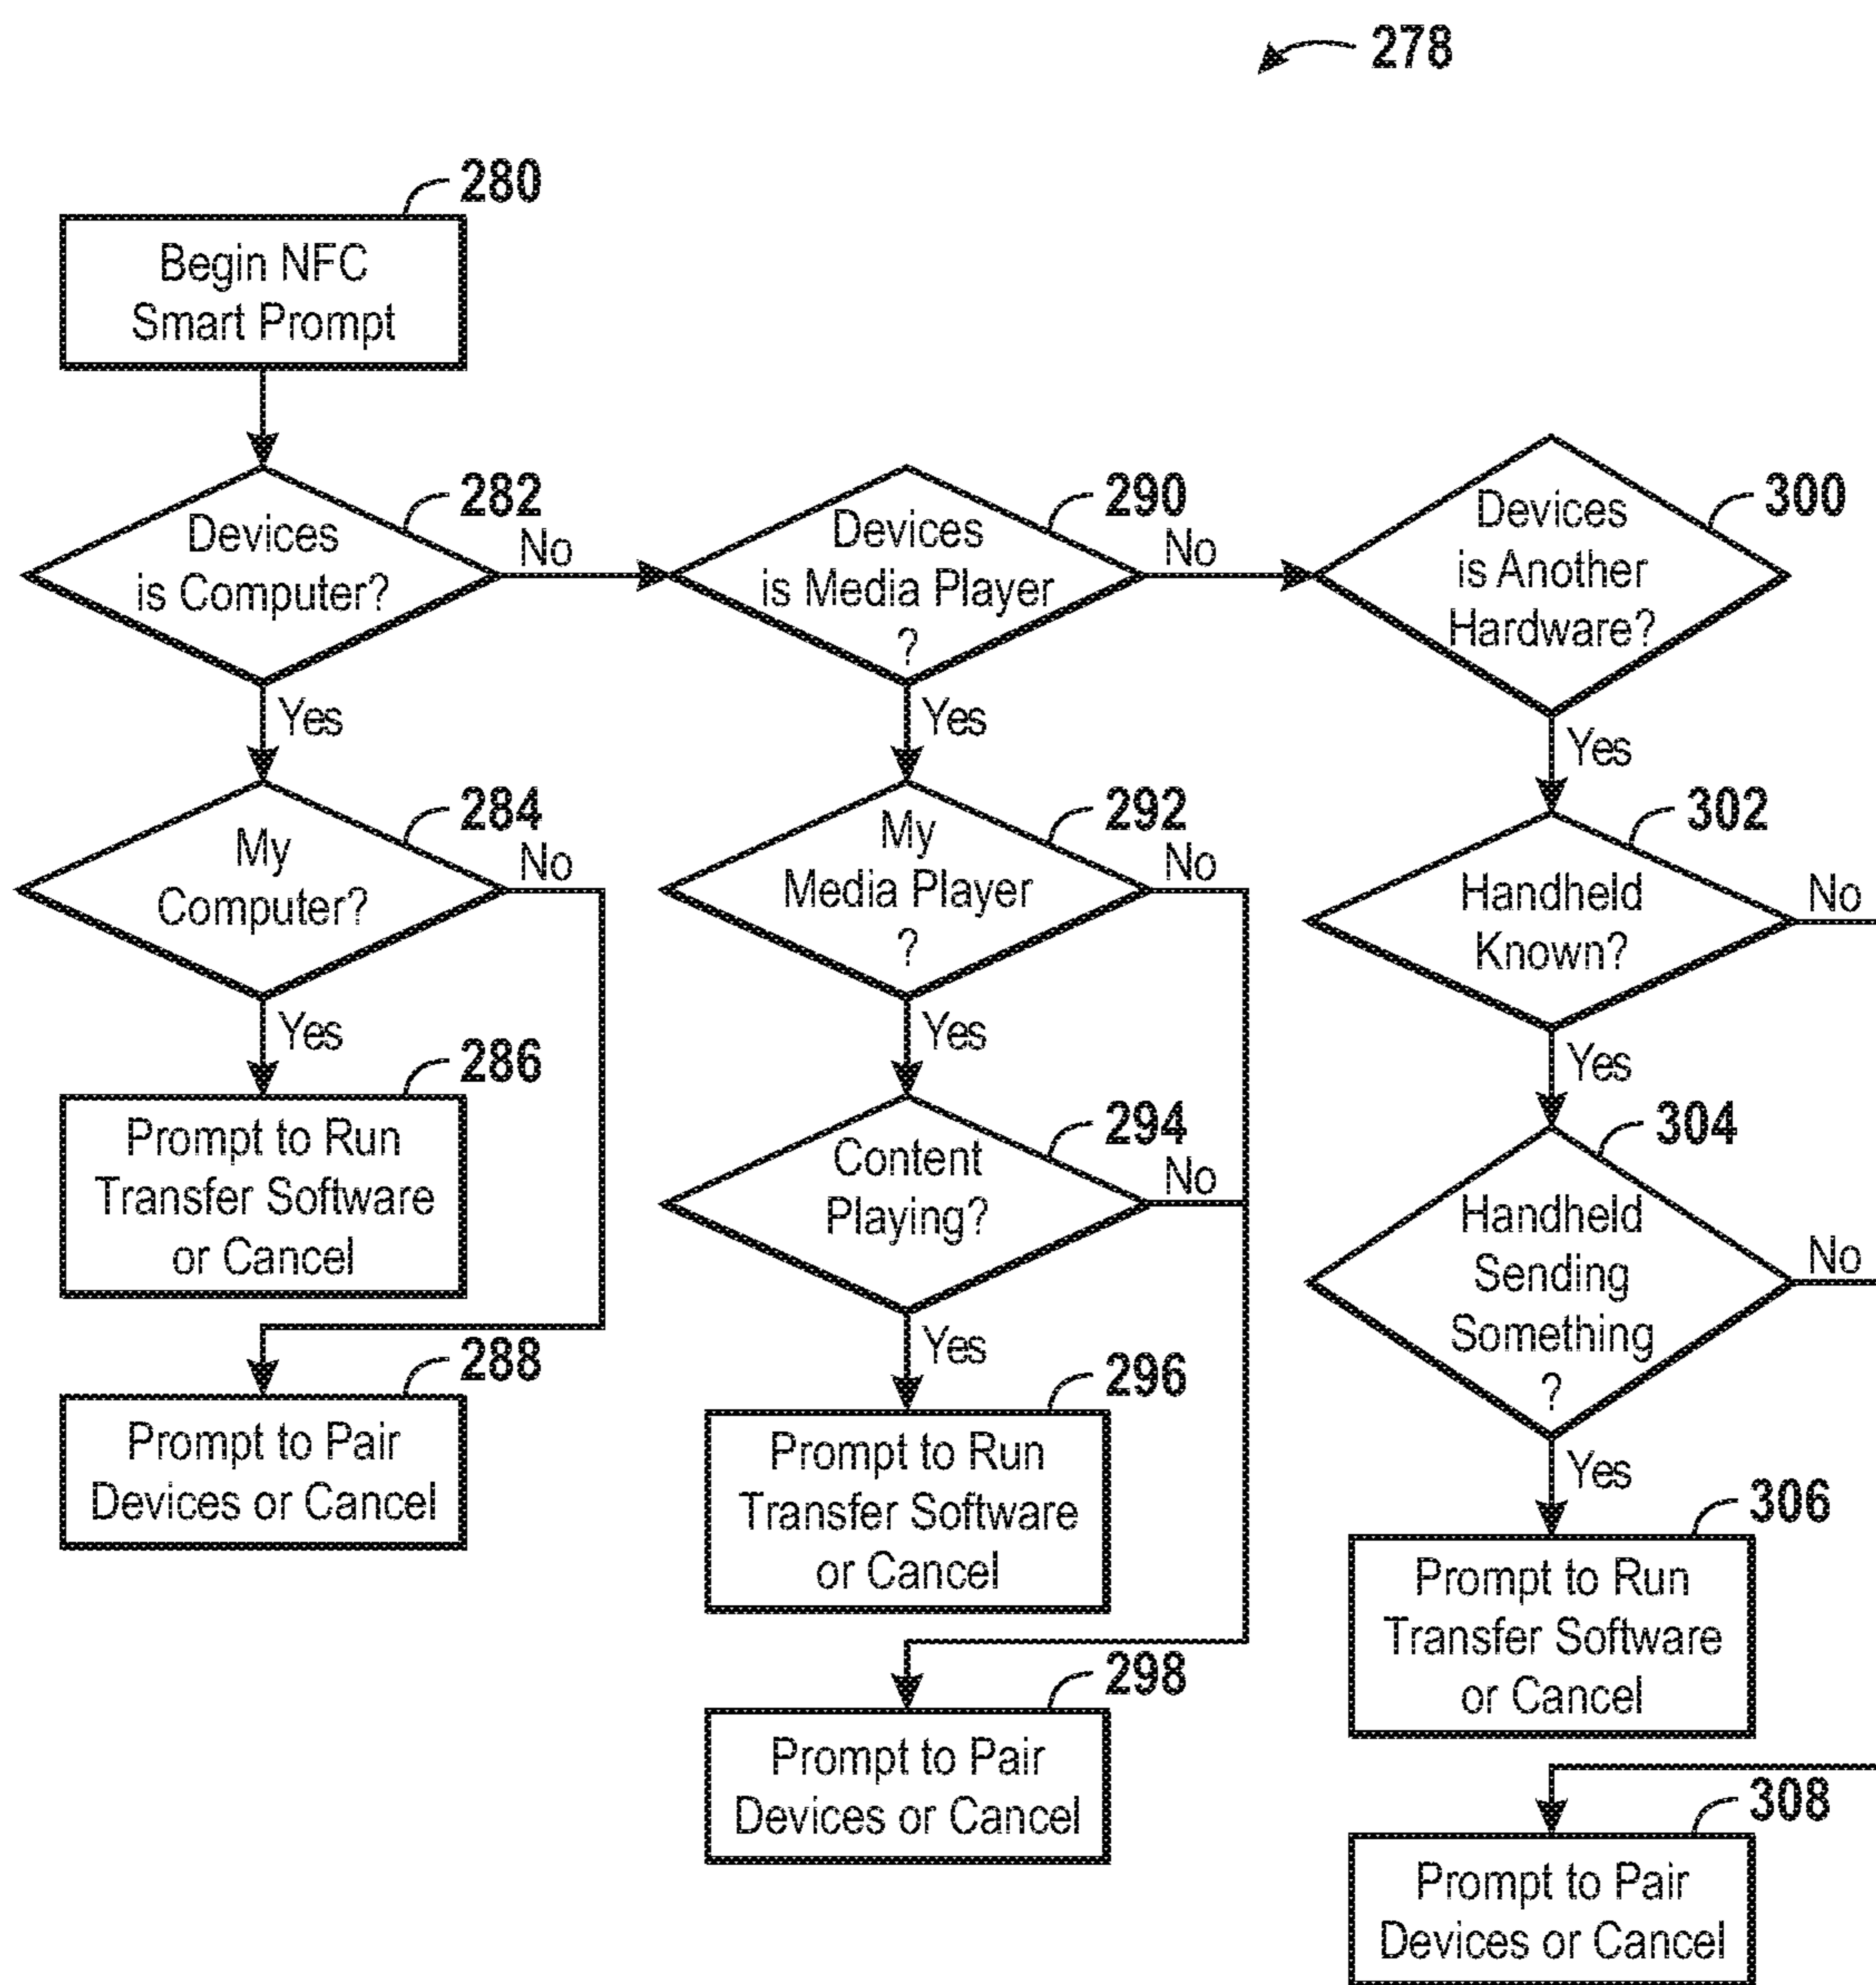 278
280
Begin NFC
Smart Prompt
282
Devices
is Computer?
No
Yes
284
My
Computer?
No
Yes
286
Prompt to Run
Transfer Software
or Cancel
288
Prompt to Pair
Devices or Cancel
290
Devices
is Media Player
?
No
Yes
292
My
Media Player
?
No
Yes
294
Content
Playing?
No
Yes
296
Prompt to Run
Transfer Software
or Cancel
298
Prompt to Pair
Devices or Cancel
300
Devices
is Another
Hardware?
Yes
302
Handheld
Known?
No
Yes
304
Handheld
Sending
Something
?
No
Yes
306
Prompt to Run
Transfer Software
or Cancel
308
Prompt to Pair
Devices or Cancel